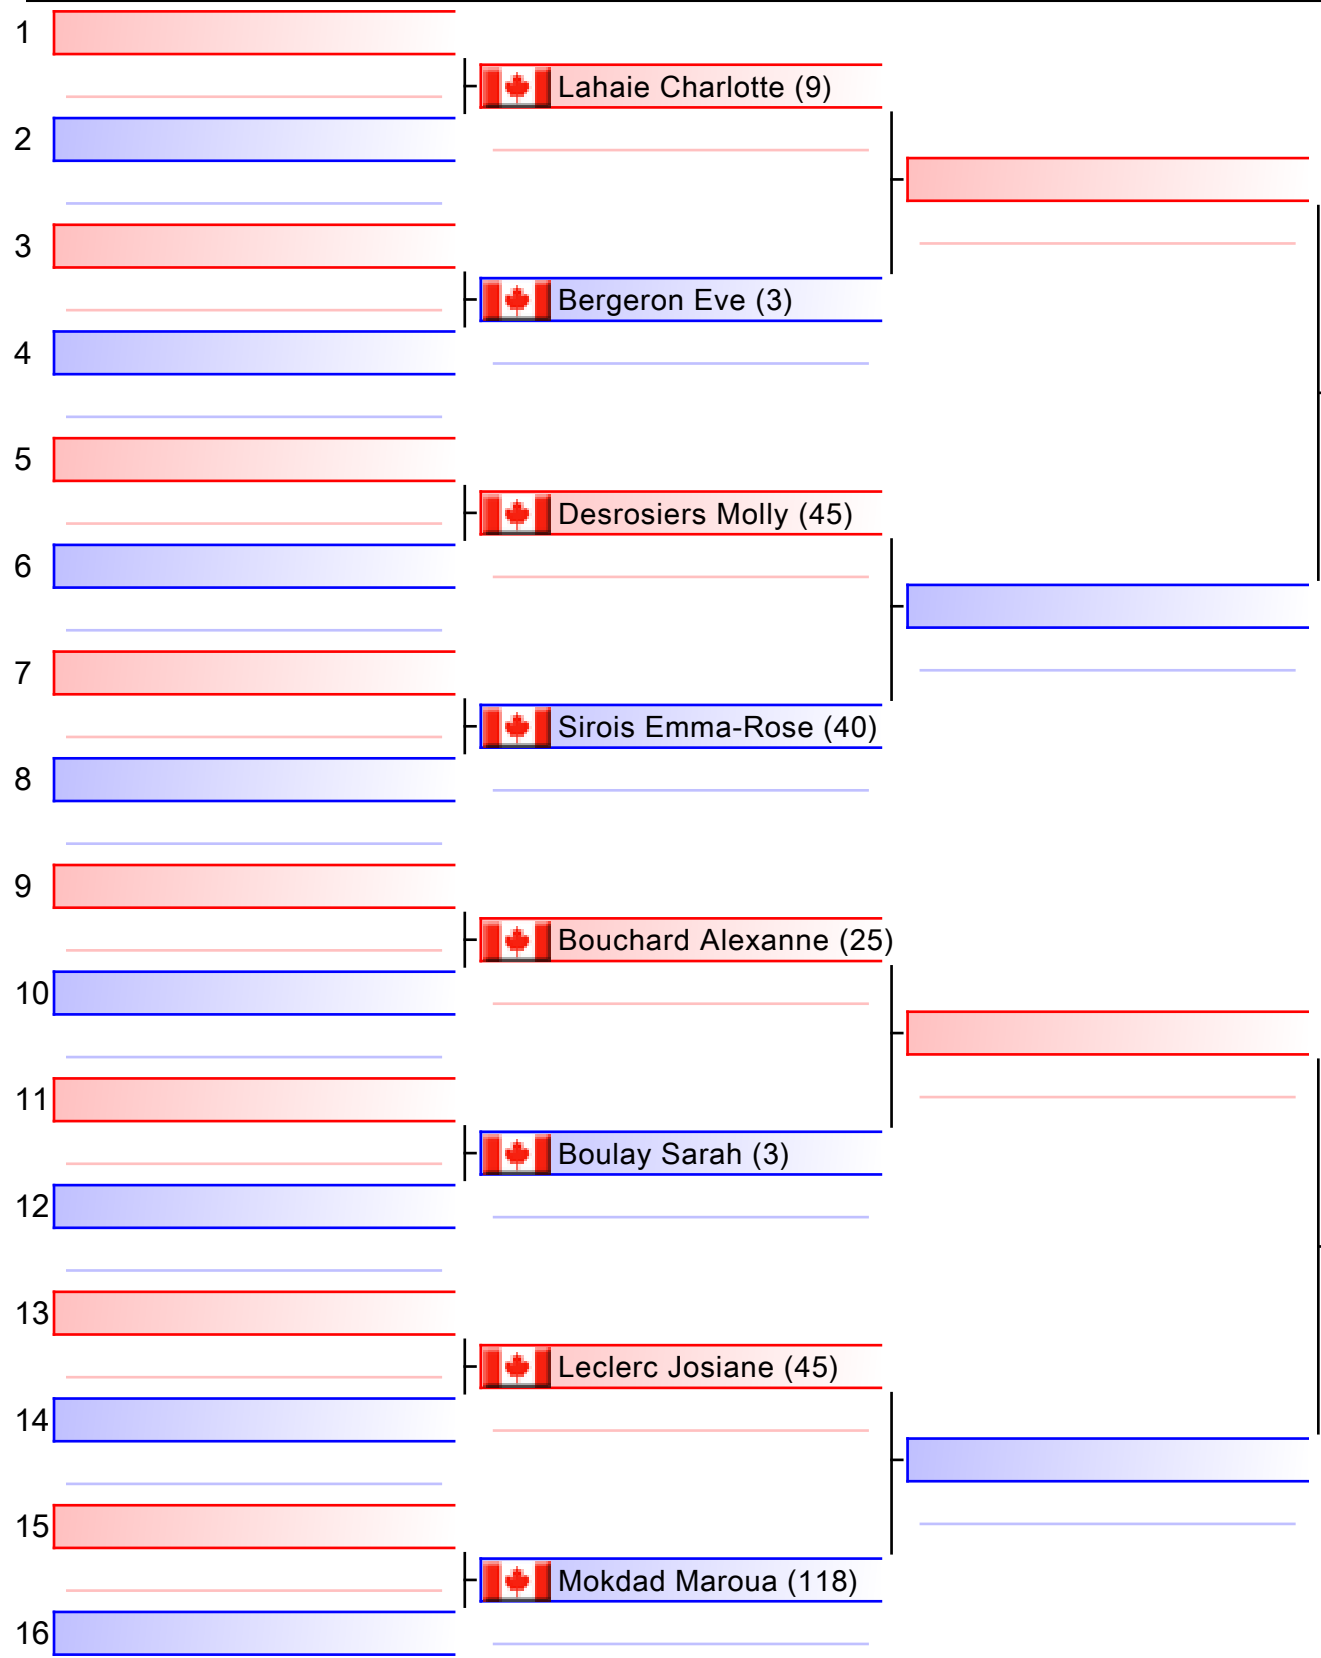 1
Lahaie Charlotte (9)
2
3
Bergeron Eve (3)
4
5
Desrosiers Molly (45)
6
7
Sirois Emma-Rose (40)
8
9
Bouchard Alexanne (25)
10
11
Boulay Sarah (3)
12
13
Leclerc Josiane (45)
14
15
Mokdad Maroua (118)
16